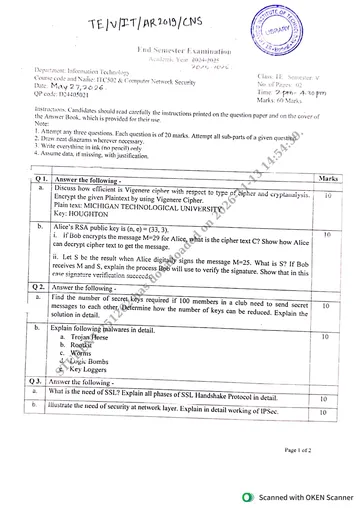 TE/V/IT/AR2019/CNS
LIBRARY
End Semester Examination
Academic Year 2024-2025
2025-2026
Department: Information Technology
Class: TE Semester: V
Course code and Name: ITC502 & Computer Network Security
No of Pages: 02
Date: May 27, 2026
Time: 2 pm - 4.30 pm
QP code: D24405021
Marks: 60 Marks
Instructions: Candidates should read carefully the instructions printed on the question paper and on the cover of the Answer Book, which is provided for their use.
Note:
1. Attempt any three questions. Each question is of 20 marks. Attempt all sub-parts of a given question.
2. Draw neat diagrams wherever necessary.
3. Write everything in ink (no pencil) only
4. Assume data, if missing, with justification.
Q 1. Answer the following - Marks
a. Discuss how efficient is Vigenere cipher with respect to type of cipher and cryptanalysis. 10
Encrypt the given Plaintext by using Vigenere Cipher.
Plain text: MICHIGAN TECHNOLOGICAL UNIVERSITY
Key: HOUGHTON
b. Alice's RSA public key is (n, e) = (33, 3). 10
i. If Bob encrypts the message M=29 for Alice, what is the cipher text C? Show how Alice
can decrypt cipher text to get the message.
ii. Let S be the result when Alice digitally signs the message M=25. What is S? If Bob
receives M and S, explain the process Bob will use to verify the signature. Show that in this
case signature verification succeeds.
Q 2. Answer the following -
a. Find the number of secret keys required if 100 members in a club need to send secret 10
messages to each other. Determine how the number of keys can be reduced. Explain the
solution in detail.
b. Explain following malwares in detail. 10
a. Trojan Horse
b. Rootkit
c. Worms
d. Logic Bombs
e. Key Loggers
Q 3. Answer the following -
a. What is the need of SSL? Explain all phases of SSL Handshake Protocol in detail. 10
b. Illustrate the need of security at network layer. Explain in detail working of IPSec. 10
Page 1 of 2
Scanned with OKEN Scanner